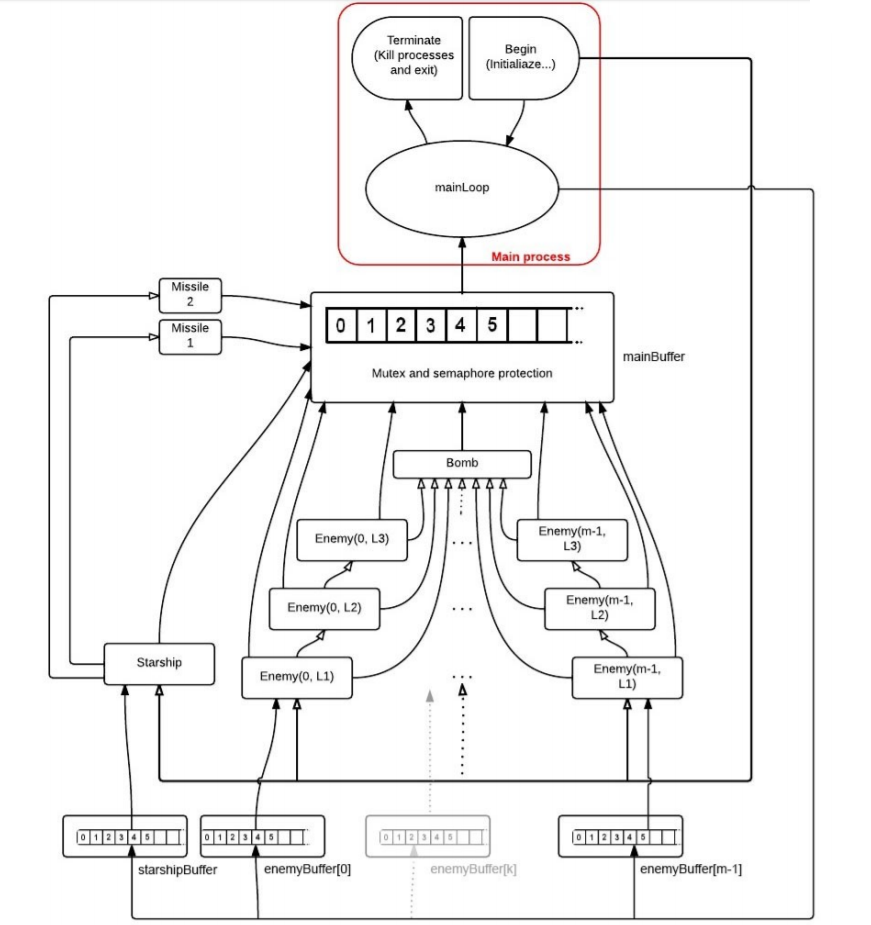 Terminate
(Kill processes
and exit)
Begin
(Initialiaze...)
mainLoop
Main process
Missile
2
Missile
1
0 1 2 3 4 5
Mutex and semaphore protection
mainBuffer
Bomb
Enemy(0, L3)
...
Enemy(m-1,
L3)
Enemy(0, L2)
...
Enemy(m-1,
L2)
Starship
Enemy(0, L1)
...
Enemy(m-1,
L1)
0 1 2 3 4 5
0 1 2 3 4 5
0 1 2 3 4 5
0 1 2 3 4 5
starshipBuffer
enemyBuffer[0]
enemyBuffer[k]
enemyBuffer[m-1]